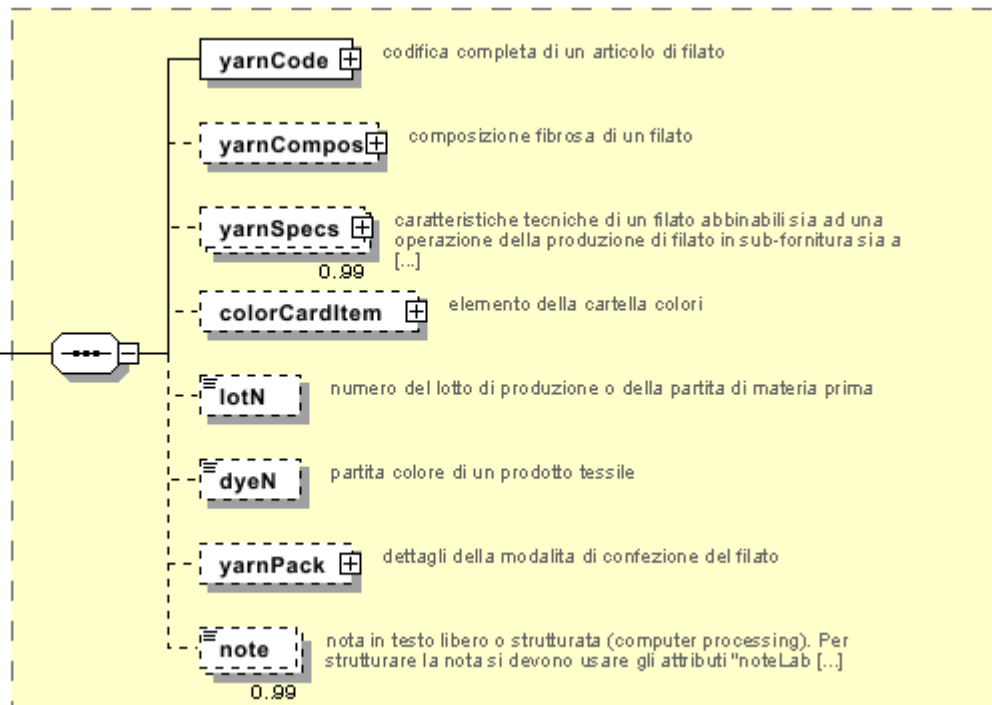 yarnCode
codifica completa di un articolo di filato
yarnCompos
composizione fibrosa di un filato
yarnSpecs
caratteristiche tecniche di un filato abbinabili sia ad una
operazione della produzione di filato in sub-fornitura sia a
[...]
0..99
colorCardItem
elemento della cartella colori
lotN
numero del lotto di produzione o della partita di materia prima
dyeN
partita colore di un prodotto tessile
yarnPack
dettagli della modalita di confezione del filato
note
nota in testo libero o strutturata (computer processing). Per
strutturare la nota si devono usare gli attributi "noteLab [...]
0..99